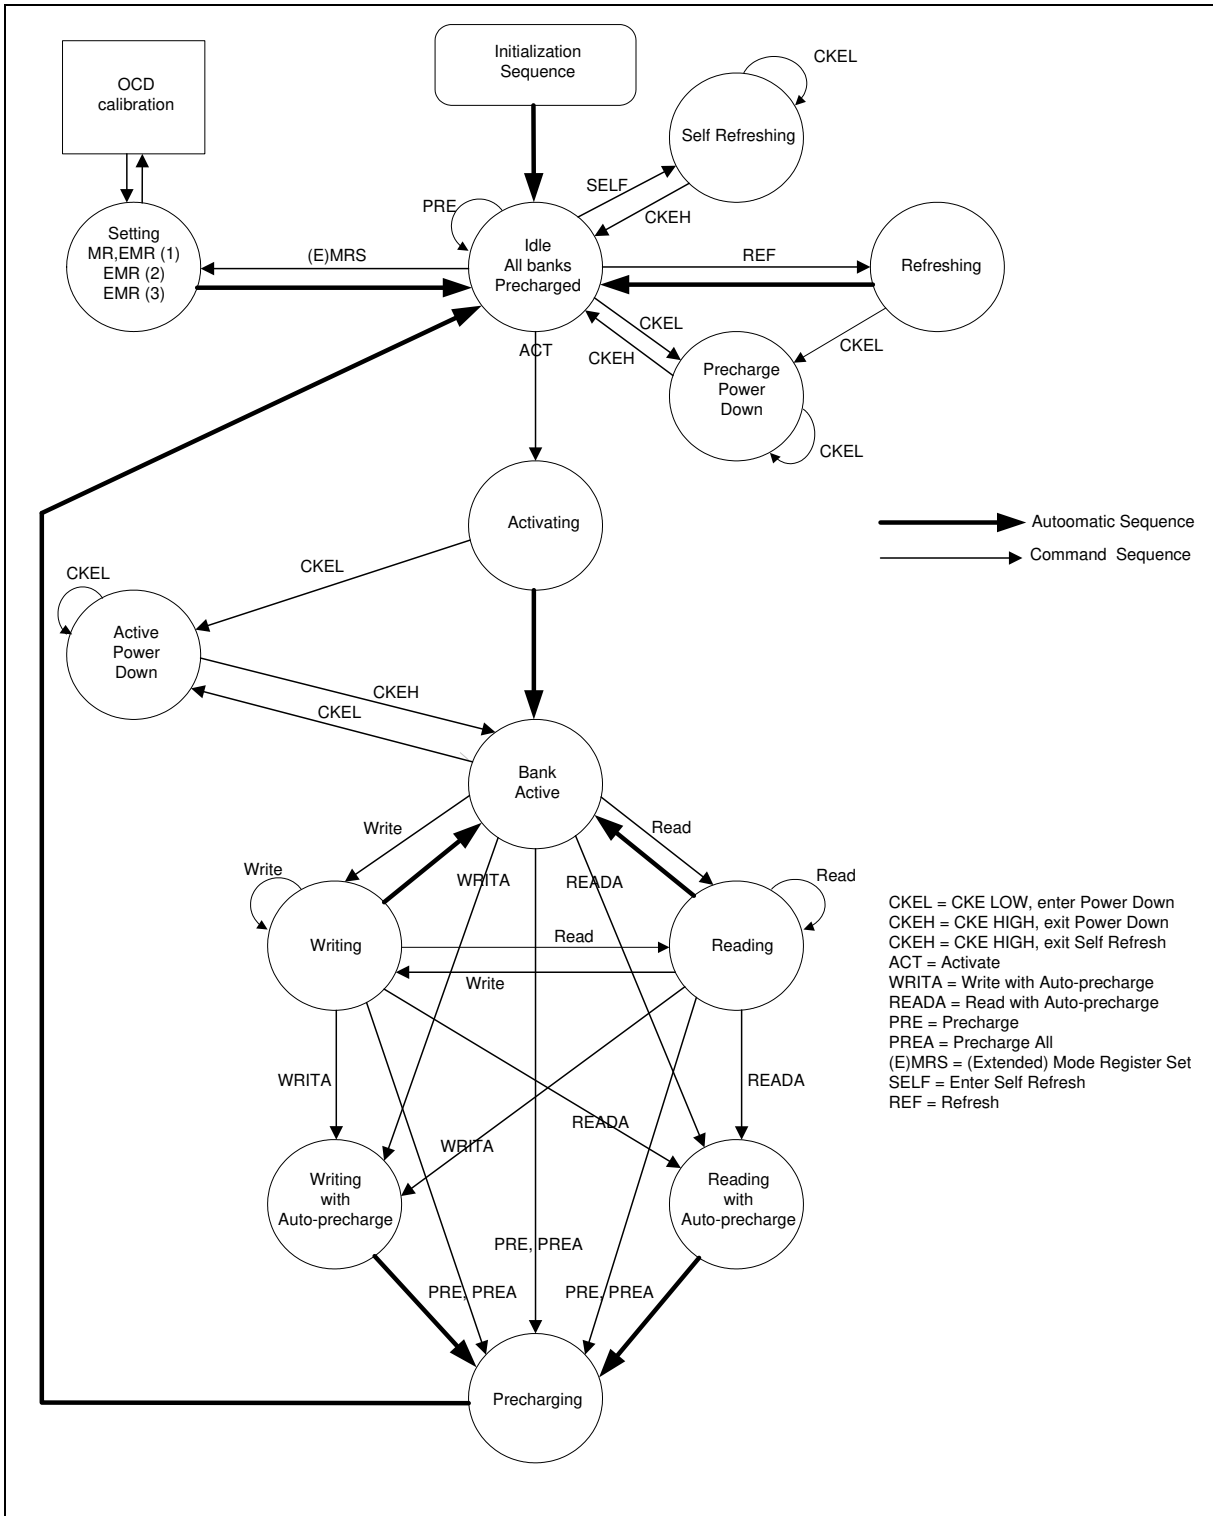 Initialization
Sequence
OCD
calibration
CKEL
Self Refreshing
SELF
CKEH
PRE
Setting
MR,EMR (1)
EMR (2)
EMR (3)
(E)MRS
Idle
All banks
Precharged
REF
Refreshing
CKEL
CKEH
CKEL
ACT
Precharge
Power
Down
CKEL
Activating
Autoomatic Sequence
Command Sequence
CKEL
CKEL
Active
Power
Down
CKEH
CKEL
Bank
Active
Write
Read
Write
WRITA
READA
Read
Writing
Read
Reading
Write
CKEL = CKE LOW, enter Power Down
CKEH = CKE HIGH, exit Power Down
CKEH = CKE HIGH, exit Self Refresh
ACT = Activate
WRITA = Write with Auto-precharge
READA = Read with Auto-precharge
PRE = Precharge
PREA = Precharge All
(E)MRS = (Extended) Mode Register Set
SELF = Enter Self Refresh
REF = Refresh
WRITA
READA
READA
WRITA
Writing
with
Auto-precharge
Reading
with
Auto-precharge
PRE, PREA
PRE, PREA
PRE, PREA
Precharging